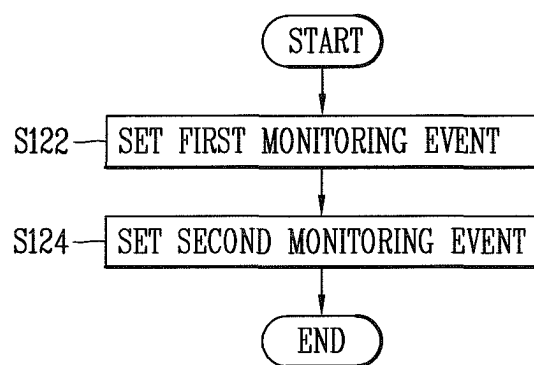 START
S122 SET FIRST MONITORING EVENT
S124 SET SECOND MONITORING EVENT
END